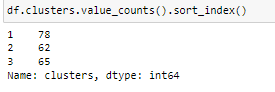 df.clusters.value_counts().sort_index()
1    78
2    62
3    65
Name: clusters, dtype: int64